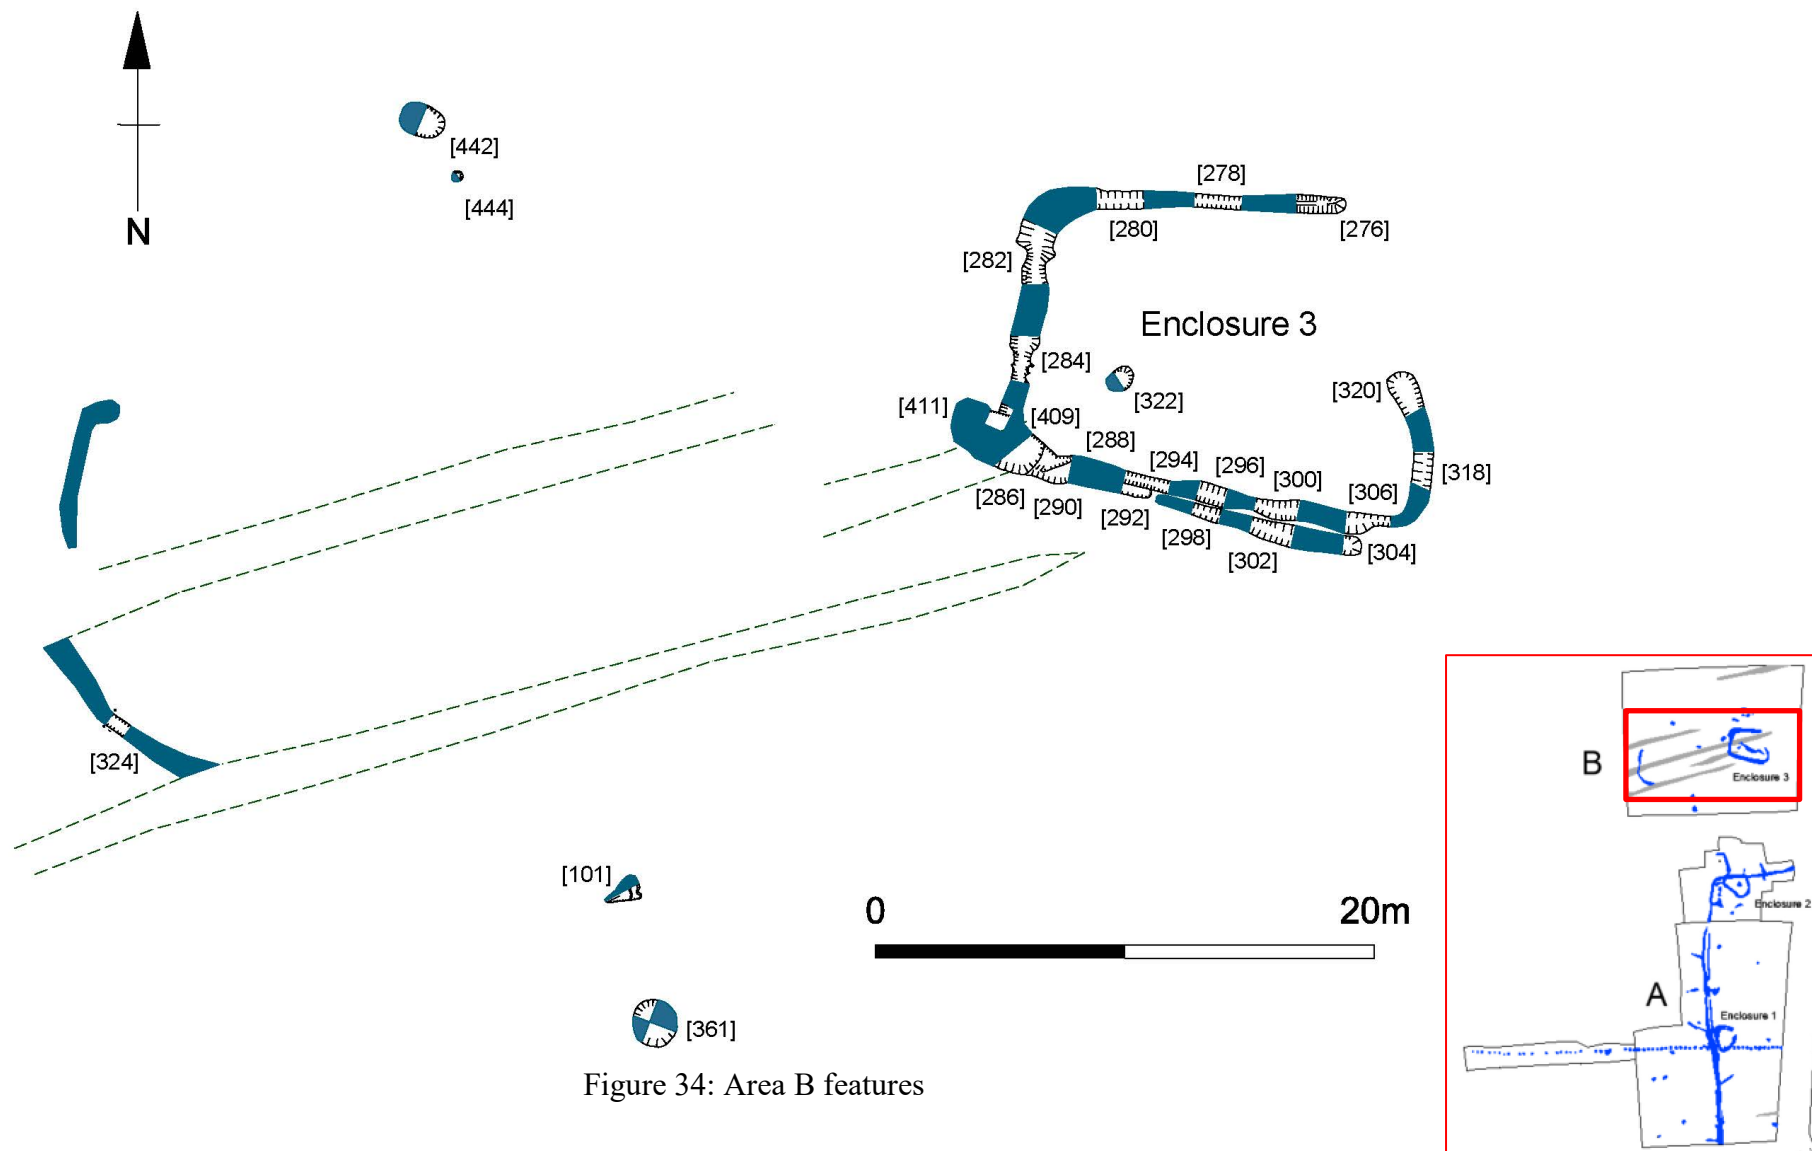 [442]
[444]
N
[278]
[280]
[276]
[282]
Enclosure 3
[284]
[322]
[320]
[411]
[409]
[288]
[294]
[296]
[300]
[306]
[318]
[286]
[290]
[292]
[298]
[302]
[304]
[324]
[101]
[361]
0 20m
Figure 34: Area B features
B
Enclosure 3
Enclosure 2
A
Enclosure 1